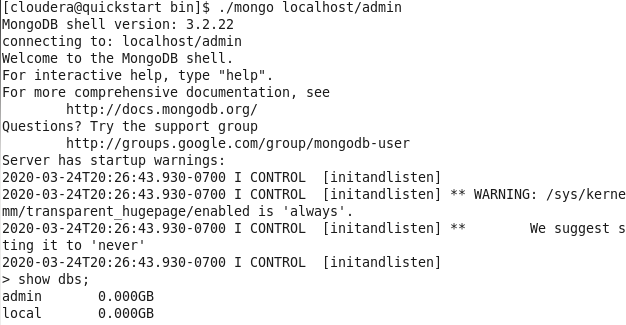 [cloudera@quickstart bin]$ ./mongo localhost/admin
MongoDB shell version: 3.2.22
connecting to: localhost/admin
Welcome to the MongoDB shell.
For interactive help, type "help".
For more comprehensive documentation, see
        http://docs.mongodb.org/
Questions? Try the support group
        http://groups.google.com/group/mongodb-user
Server has startup warnings:
2020-03-24T20:26:43.930-0700 I CONTROL  [initandlisten]
2020-03-24T20:26:43.930-0700 I CONTROL  [initandlisten] ** WARNING: /sys/kerne
mm/transparent_hugepage/enabled is 'always'.
2020-03-24T20:26:43.930-0700 I CONTROL  [initandlisten] **        We suggest s
ting it to 'never'
2020-03-24T20:26:43.930-0700 I CONTROL  [initandlisten]
> show dbs;
admin       0.000GB
local       0.000GB